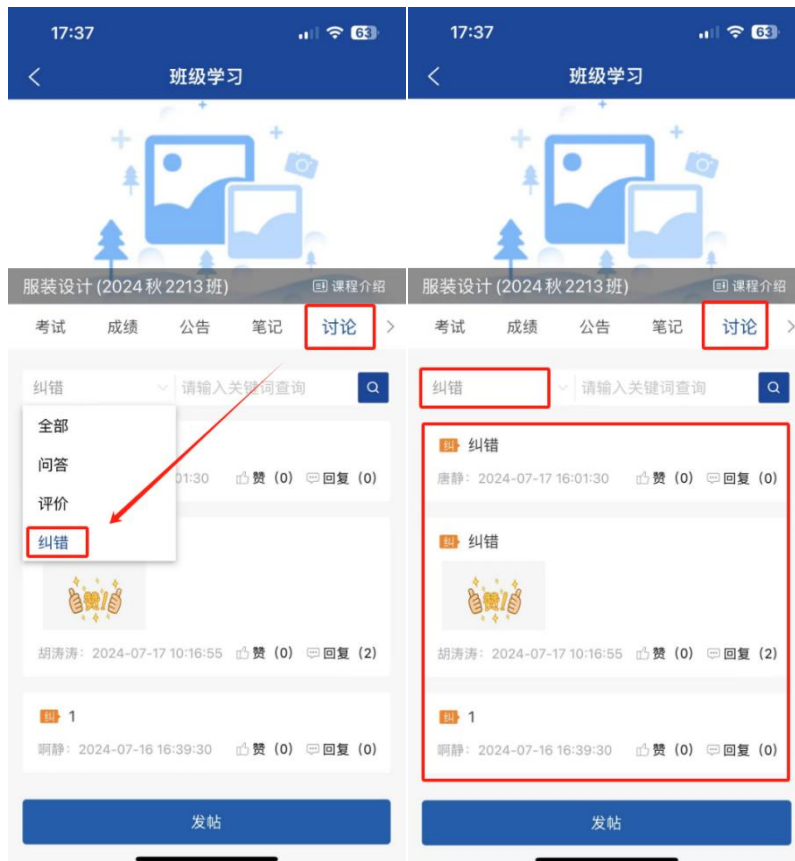 17:37
63
班级学习
服装设计 (2024秋2213班)
课程介绍
考试 成绩 公告 笔记 讨论
纠错 请输入关键词查询
全部
问答
评价
纠错
01:30 赞 (0) 回复 (0)
赞!
胡涛涛: 2024-07-17 10:16:55 赞 (0) 回复 (2)
纠 1
啊静: 2024-07-16 16:39:30 赞 (0) 回复 (0)
发帖
17:37
63
班级学习
服装设计 (2024秋2213班)
课程介绍
考试 成绩 公告 笔记 讨论
纠错 请输入关键词查询
纠 纠错
唐静: 2024-07-17 16:01:30 赞 (0) 回复 (0)
纠 纠错
赞!
胡涛涛: 2024-07-17 10:16:55 赞 (0) 回复 (2)
纠 1
啊静: 2024-07-16 16:39:30 赞 (0) 回复 (0)
发帖